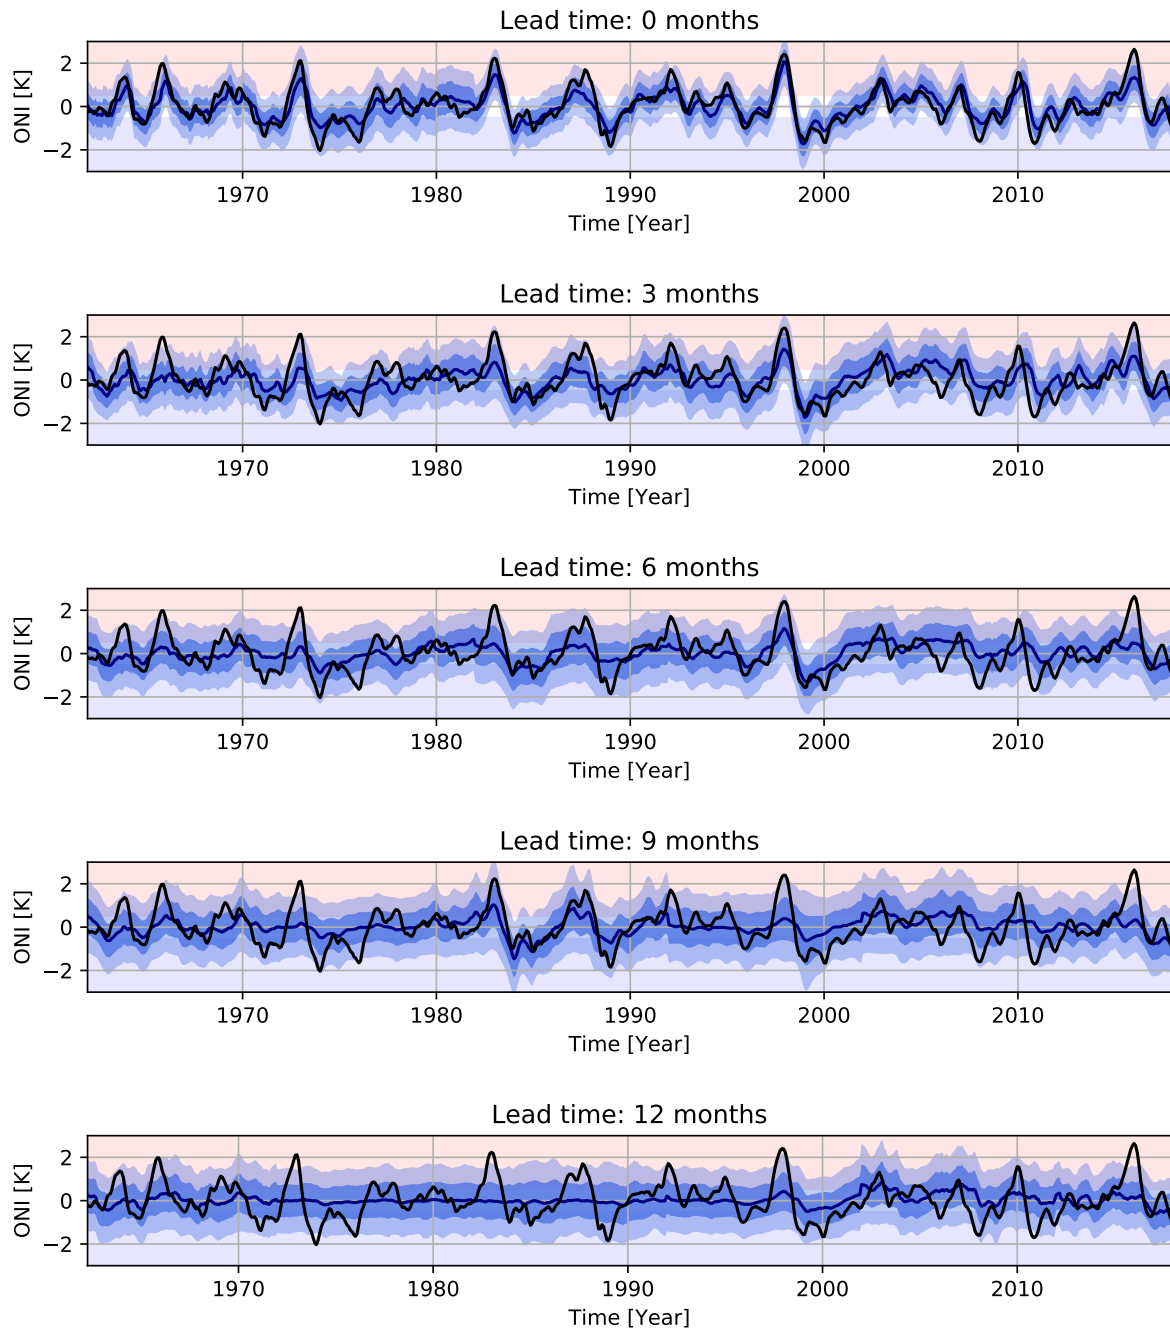 Lead time: 0 months
ONI [K]
2
0
−2
1970 1980 1990 2000 2010
Time [Year]
Lead time: 3 months
ONI [K]
2
0
−2
1970 1980 1990 2000 2010
Time [Year]
Lead time: 6 months
ONI [K]
2
0
−2
1970 1980 1990 2000 2010
Time [Year]
Lead time: 9 months
ONI [K]
2
0
−2
1970 1980 1990 2000 2010
Time [Year]
Lead time: 12 months
ONI [K]
2
0
−2
1970 1980 1990 2000 2010
Time [Year]